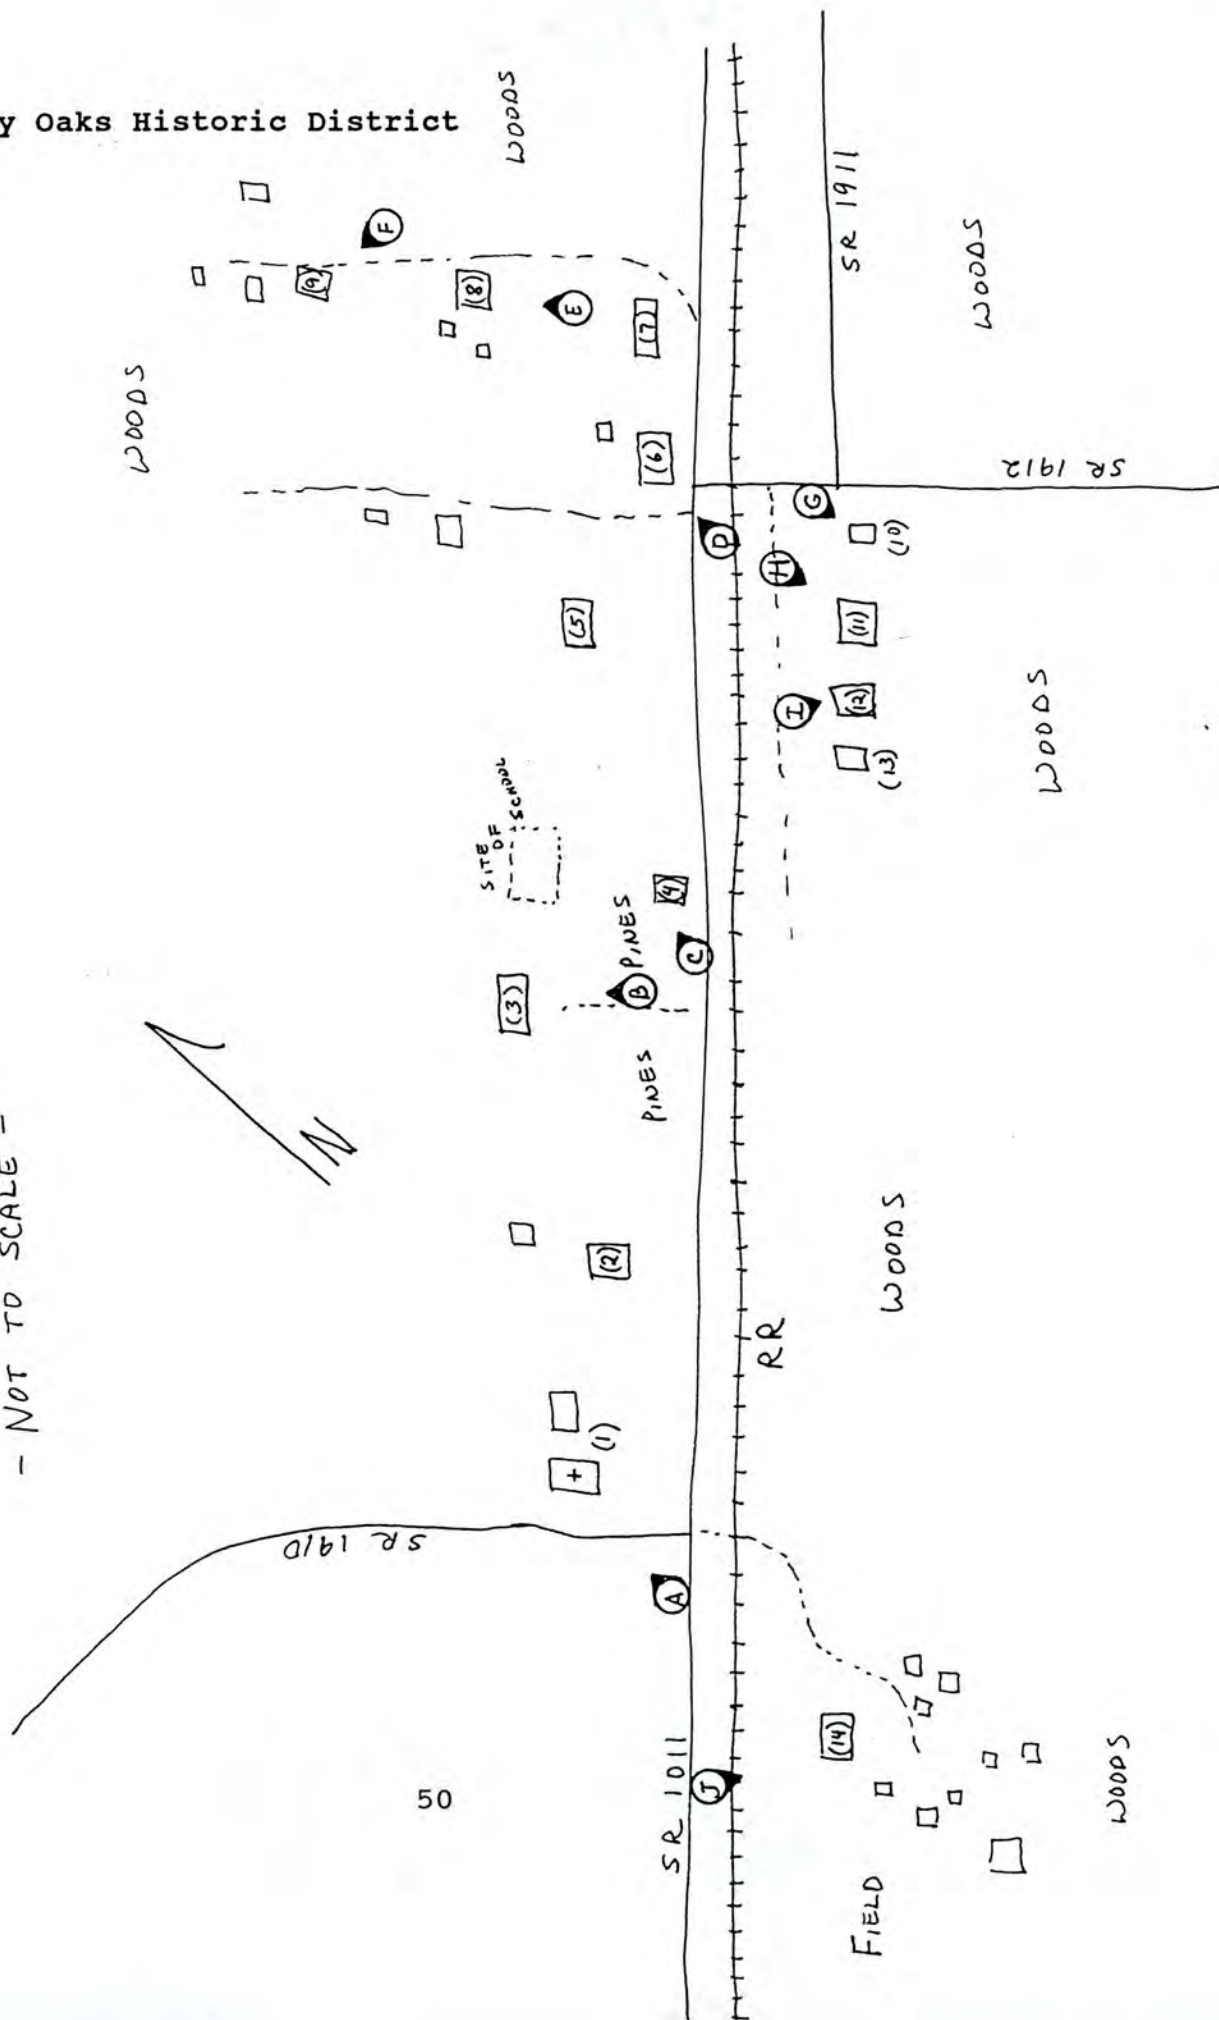 y Oaks Historic District
WOODS
F
(9)
(8)
E
(7)
SR 1911
WOODS
WOODS
(6)
SR 1912
D
G
H
(10)
(5)
(11)
I
(12)
(13)
WOODS
SITE
OF
SCHOOL
(4)
PINES
C
B
(3)
PINES
N
- NOT TO SCALE -
(2)
WOODS
RR
(1)
+
SR 1910
A
(14)
J
SR 1011
50
WOODS
FIELD